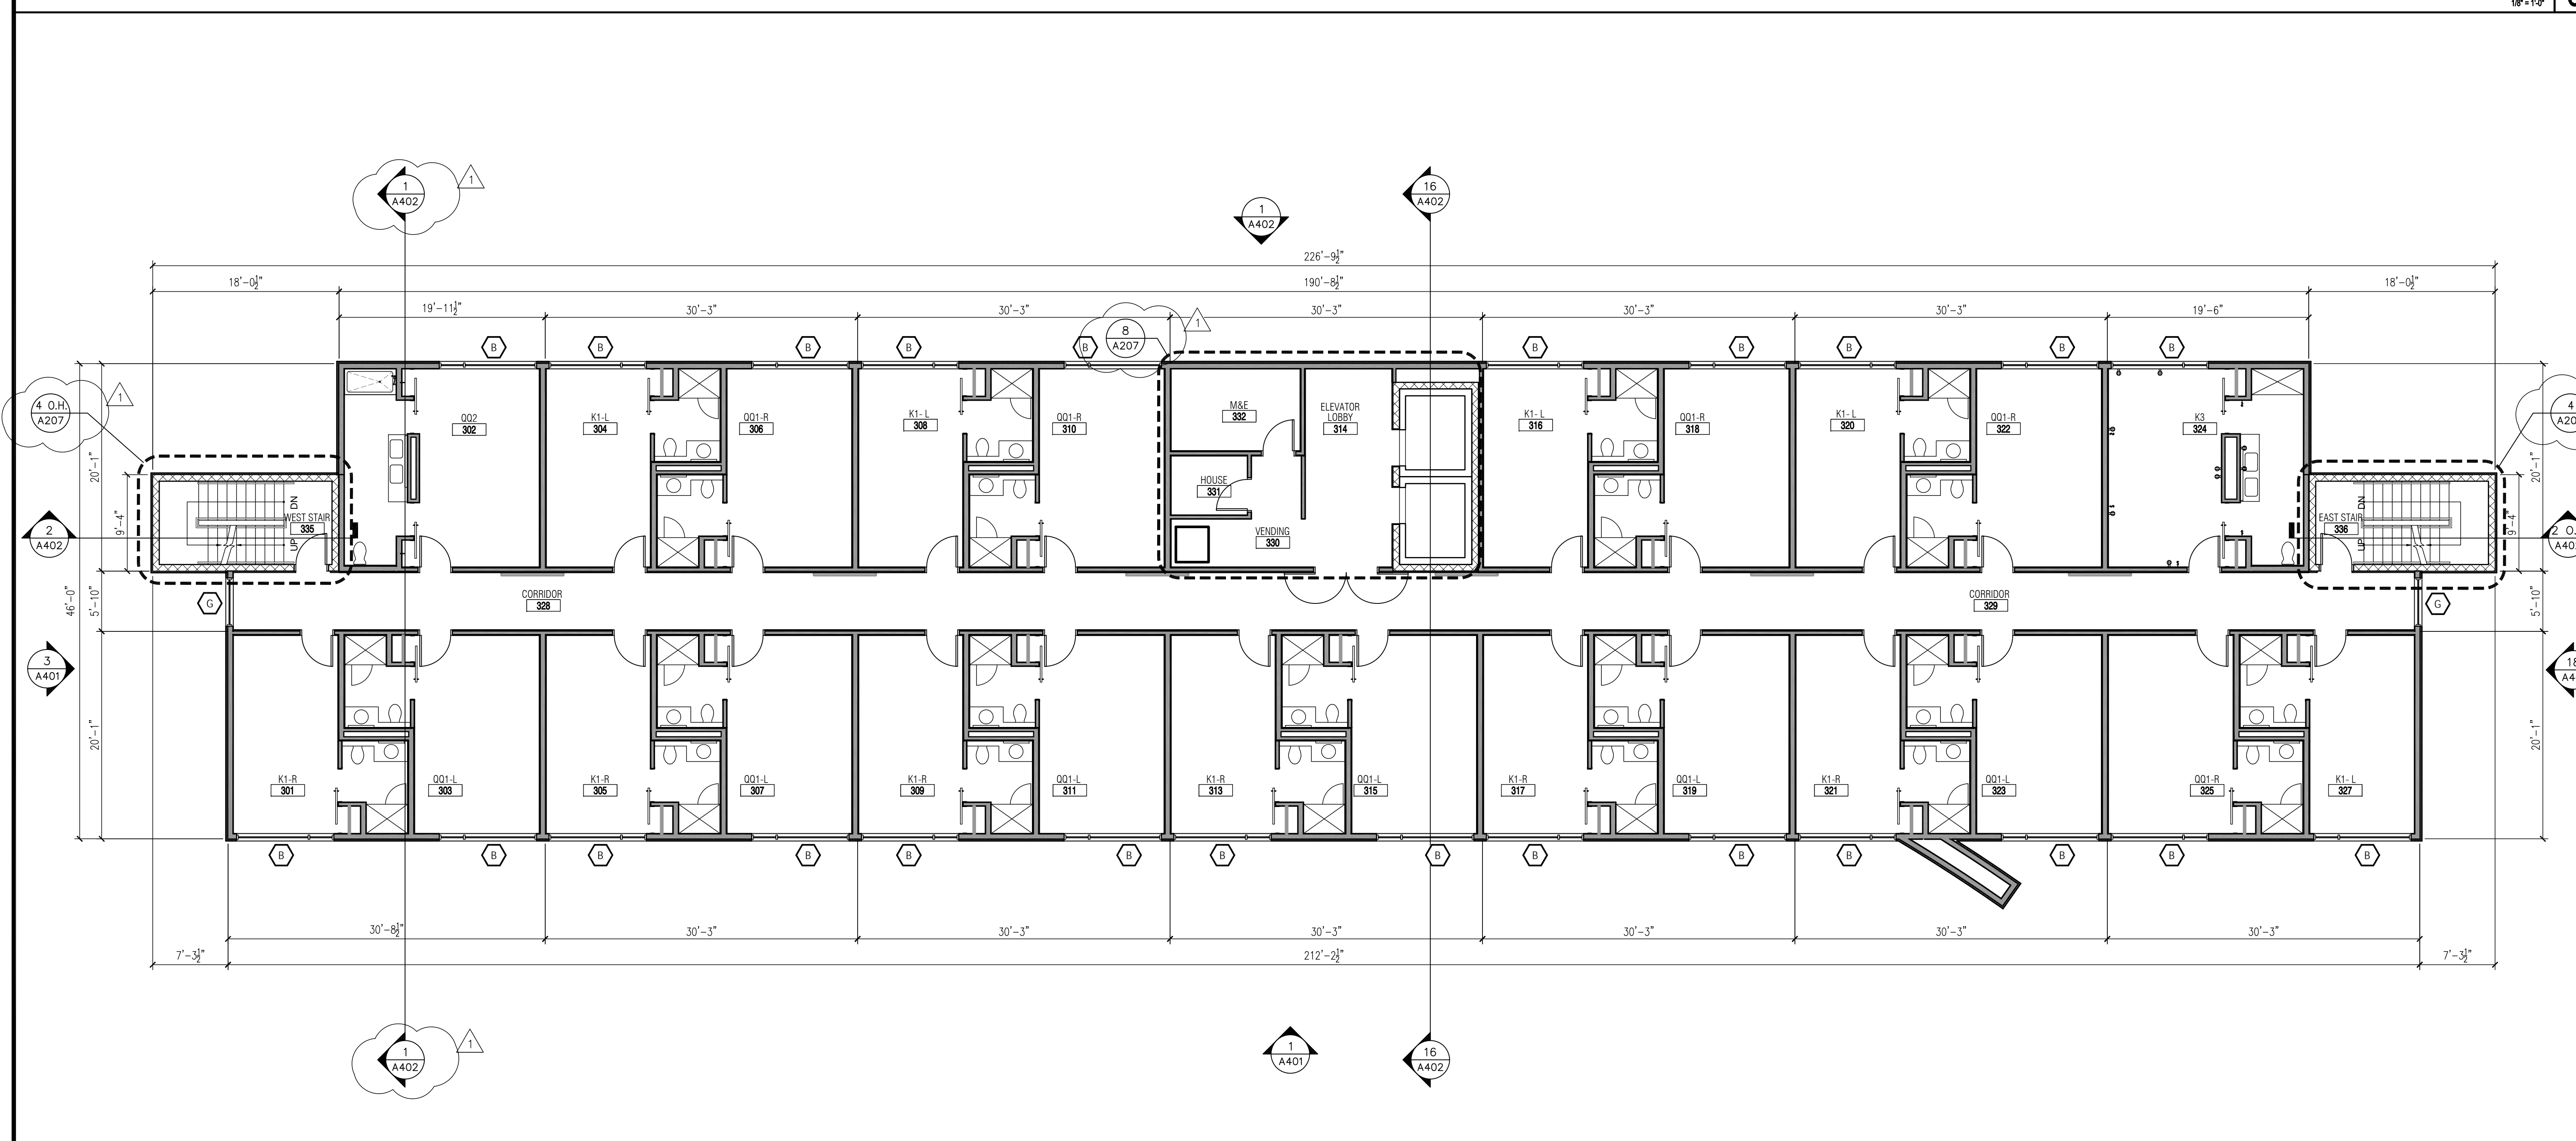 1/8" = 1'-0"
1
A402
1
16
A402
1
A402
226'-9½"
18'-0½"
190'-8½"
18'-0½"
19'-11½"
30'-3"
30'-3"
30'-3"
30'-3"
30'-3"
19'-6"
8
A207
1
B
B
B
B
B
B
B
B
B
B
4 O.H.
A207
1
4
QQ2
302
K1-L
304
QQ1-R
306
K1-L
308
QQ1-R
310
M&E
332
ELEVATOR
LOBBY
314
K1-L
316
QQ1-R
318
K1-L
320
QQ1-R
322
K3
324
20'-1"
20'-1"
HOUSE
331
VENDING
330
WEST STAIR
335
DN
UP
EAST STAIR
336
DN
UP
9'-4"
9'-4"
2
A402
46'-0"
5'-10"
5'-10"
G
CORRIDOR
328
CORRIDOR
329
G
3
A401
20'-1"
20'-1"
K1-R
301
QQ1-L
303
K1-R
305
QQ1-L
307
K1-R
309
QQ1-L
311
K1-R
313
QQ1-L
315
K1-R
317
QQ1-L
319
K1-R
321
QQ1-L
323
QQ1-R
325
K1-L
327
B
B
B
B
B
B
B
B
B
B
B
B
B
B
30'-8½"
30'-3"
30'-3"
30'-3"
30'-3"
30'-3"
30'-3"
7'-3½"
212'-2½"
7'-3½"
1
A402
1
1
A401
16
A402